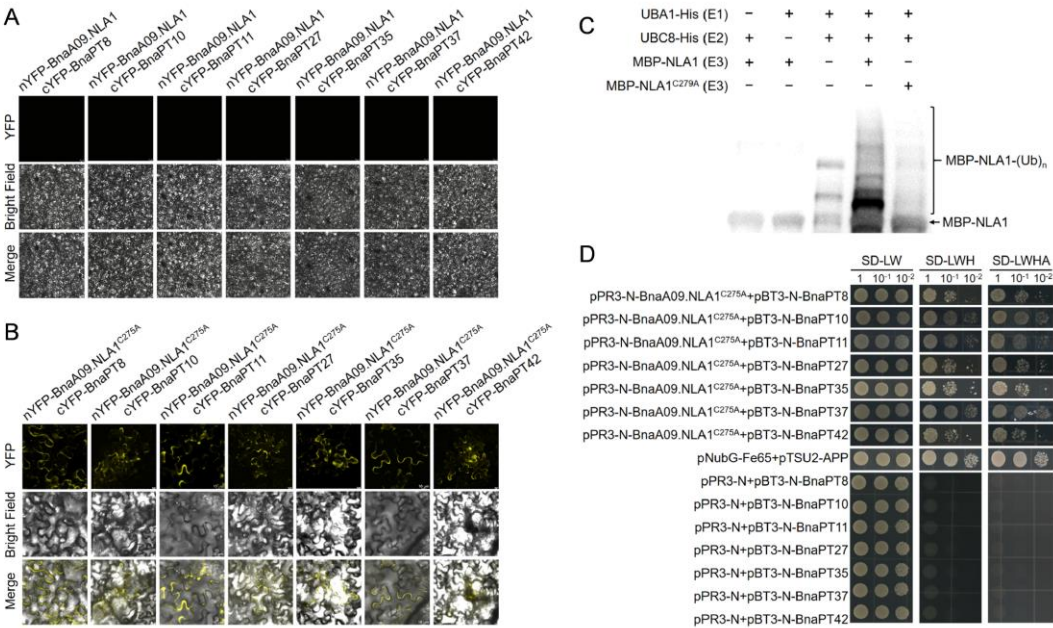 A
nYFP-BnaA09.NLA1
cYFP-BnaPT8
nYFP-BnaA09.NLA1
cYFP-BnaPT10
nYFP-BnaA09.NLA1
cYFP-BnaPT11
nYFP-BnaA09.NLA1
cYFP-BnaPT27
nYFP-BnaA09.NLA1
cYFP-BnaPT35
nYFP-BnaA09.NLA1
cYFP-BnaPT37
nYFP-BnaA09.NLA1
cYFP-BnaPT42
YFP
Bright Field
Merge
B
nYFP-BnaA09.NLA1C275A
cYFP-BnaPT8
nYFP-BnaA09.NLA1C275A
cYFP-BnaPT10
nYFP-BnaA09.NLA1C275A
cYFP-BnaPT11
nYFP-BnaA09.NLA1C275A
cYFP-BnaPT27
nYFP-BnaA09.NLA1C275A
cYFP-BnaPT35
nYFP-BnaA09.NLA1C275A
cYFP-BnaPT37
nYFP-BnaA09.NLA1C275A
cYFP-BnaPT42
YFP
Bright Field
Merge
C
UBA1-His (E1) − + + + +
UBC8-His (E2) + − + + +
MBP-NLA1 (E3) + + − + −
MBP-NLA1C279A (E3) − − − − +
MBP-NLA1-(Ub)n
MBP-NLA1
D
SD-LW SD-LWH SD-LWHA
1 10-1 10-2 1 10-1 10-2 1 10-1 10-2
pPR3-N-BnaA09.NLA1C275A+pBT3-N-BnaPT8
pPR3-N-BnaA09.NLA1C275A+pBT3-N-BnaPT10
pPR3-N-BnaA09.NLA1C275A+pBT3-N-BnaPT11
pPR3-N-BnaA09.NLA1C275A+pBT3-N-BnaPT27
pPR3-N-BnaA09.NLA1C275A+pBT3-N-BnaPT35
pPR3-N-BnaA09.NLA1C275A+pBT3-N-BnaPT37
pPR3-N-BnaA09.NLA1C275A+pBT3-N-BnaPT42
pNubG-Fe65+pTSU2-APP
pPR3-N+pBT3-N-BnaPT8
pPR3-N+pBT3-N-BnaPT10
pPR3-N+pBT3-N-BnaPT11
pPR3-N+pBT3-N-BnaPT27
pPR3-N+pBT3-N-BnaPT35
pPR3-N+pBT3-N-BnaPT37
pPR3-N+pBT3-N-BnaPT42